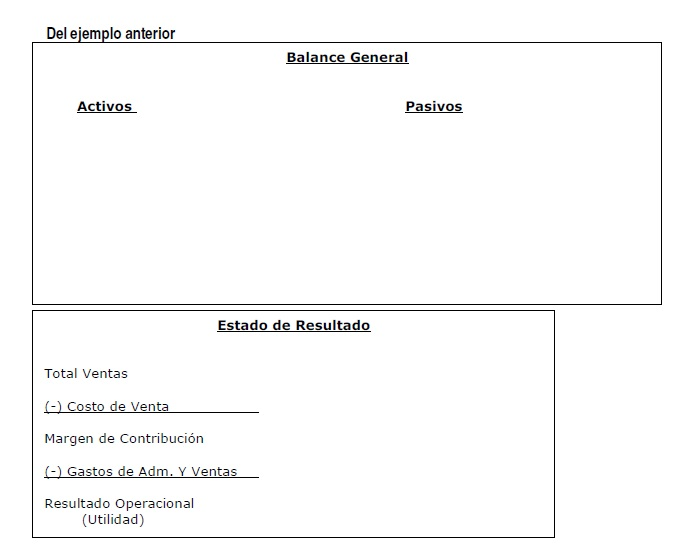 Del ejemplo anterior
Balance General
Activos
Pasivos
Estado de Resultado
Total Ventas
(-) Costo de Venta
Margen de Contribución
(-) Gastos de Adm. Y Ventas
Resultado Operacional
(Utilidad)